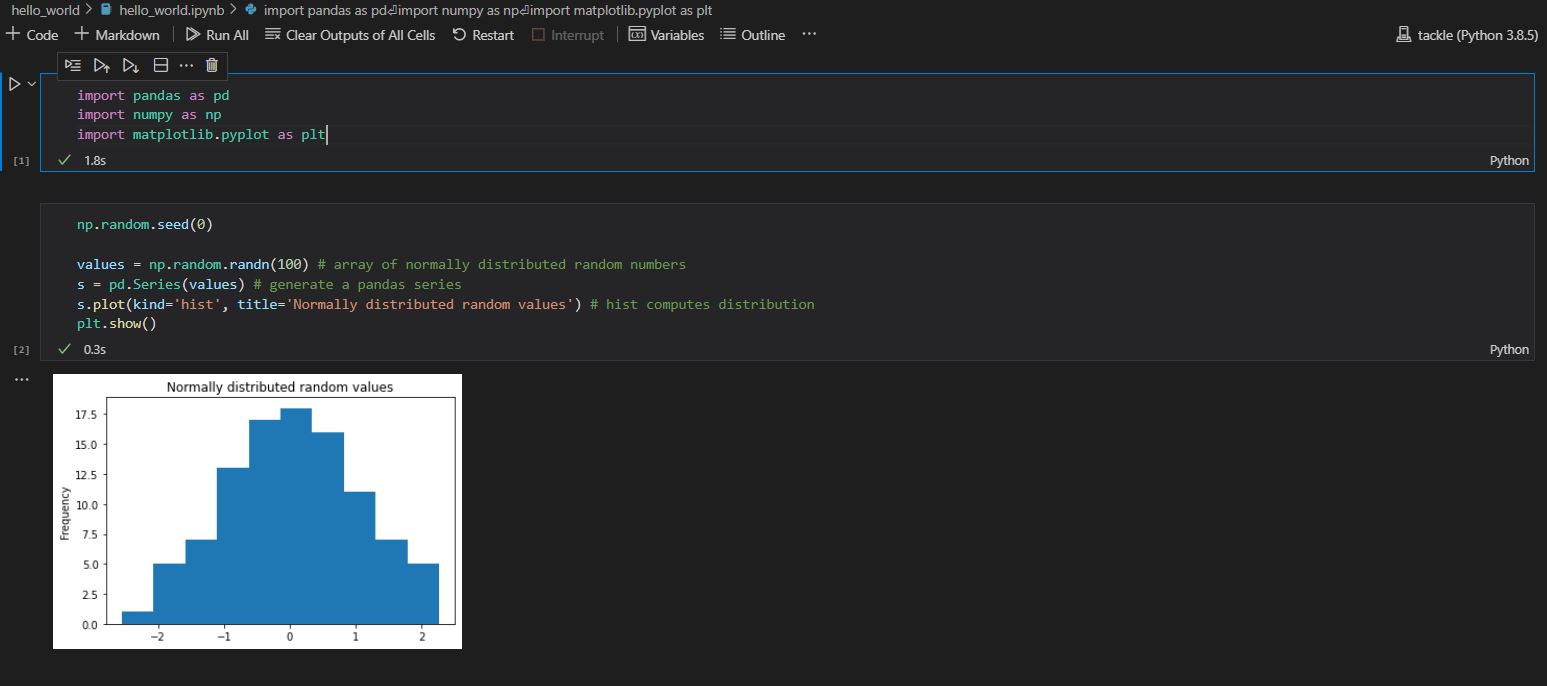 hello_world > hello_world.ipynb > import pandas as pd⏎import numpy as np⏎import matplotlib.pyplot as plt
+ Code + Markdown Run All Clear Outputs of All Cells Restart Interrupt Variables Outline ··· tackle (Python 3.8.5)
import pandas as pd
import numpy as np
import matplotlib.pyplot as plt
[1] 1.8s Python
np.random.seed(0)
values = np.random.randn(100) # array of normally distributed random numbers
s = pd.Series(values) # generate a pandas series
s.plot(kind='hist', title='Normally distributed random values') # hist computes distribution
plt.show()
[2] 0.3s Python
Normally distributed random values
17.5
15.0
12.5
10.0
7.5
5.0
2.5
0.0
Frequency
−2 −1 0 1 2